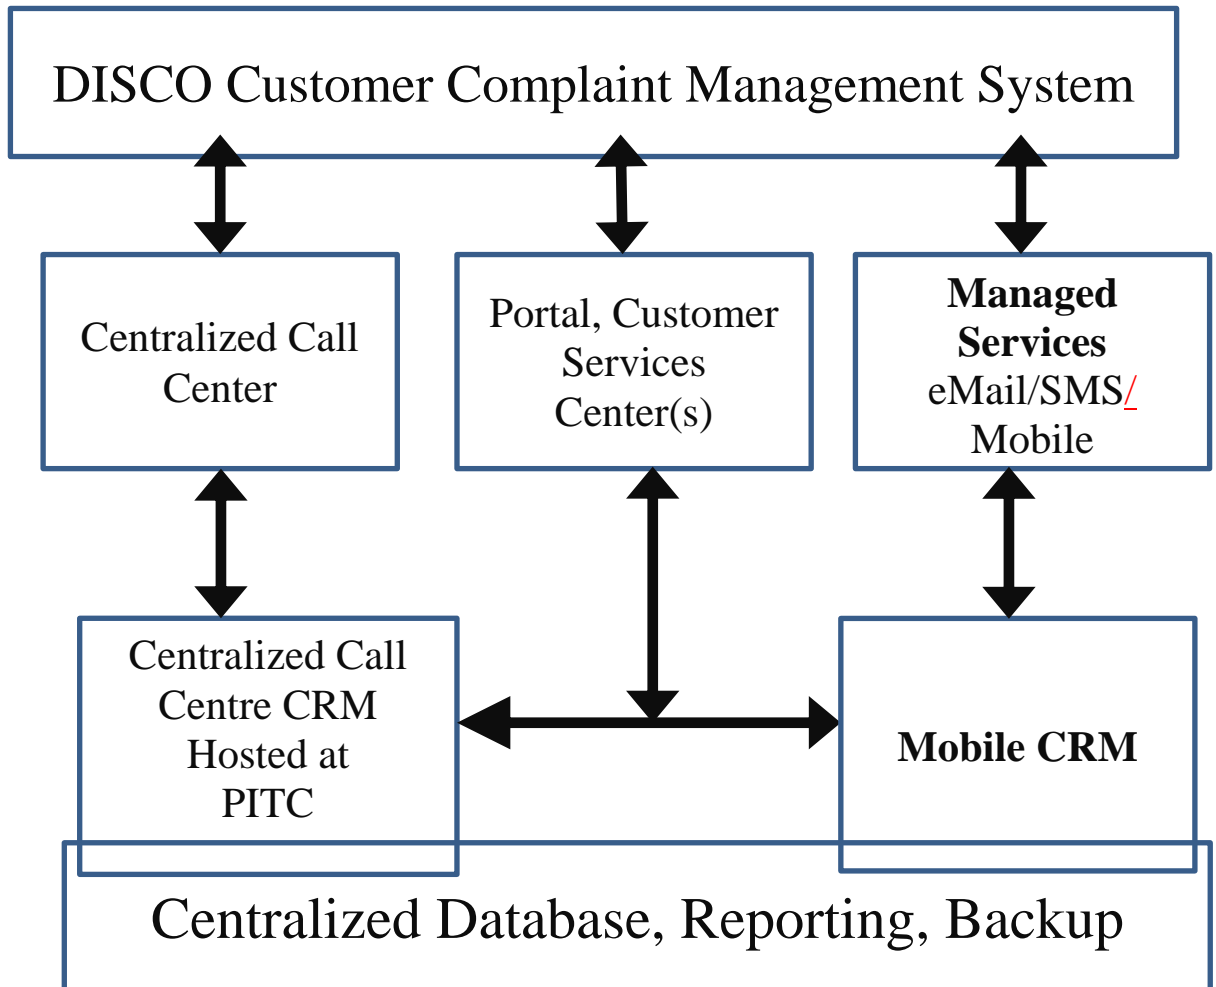 DISCO Customer Complaint Management System
Centralized Call
Center
Portal, Customer
Services
Center(s)
Managed
Services
eMail/SMS/
Mobile
Centralized Call
Centre CRM
Hosted at
PITC
Mobile CRM
Centralized Database, Reporting, Backup